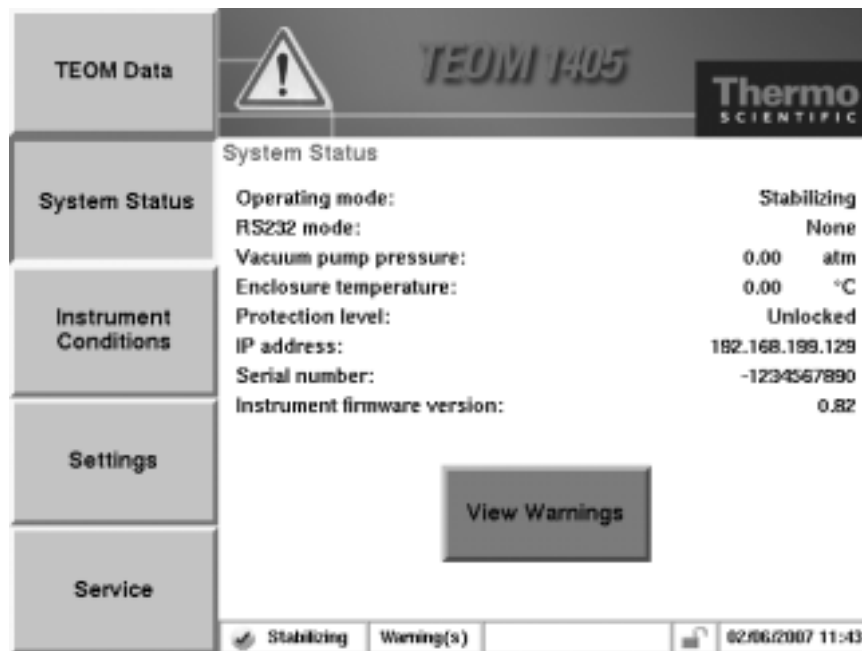 TEOM Data
TEOM 1405
Thermo
SCIENTIFIC
System Status
System Status
Operating mode: Stabilizing
RS232 mode: None
Vacuum pump pressure: 0.00 atm
Enclosure temperature: 0.00 °C
Protection level: Unlocked
IP address: 192.168.199.129
Serial number: -1234567890
Instrument firmware version: 0.82
Instrument
Conditions
Settings
View Warnings
Service
Stabilizing Warning(s) 02/06/2007 11:43